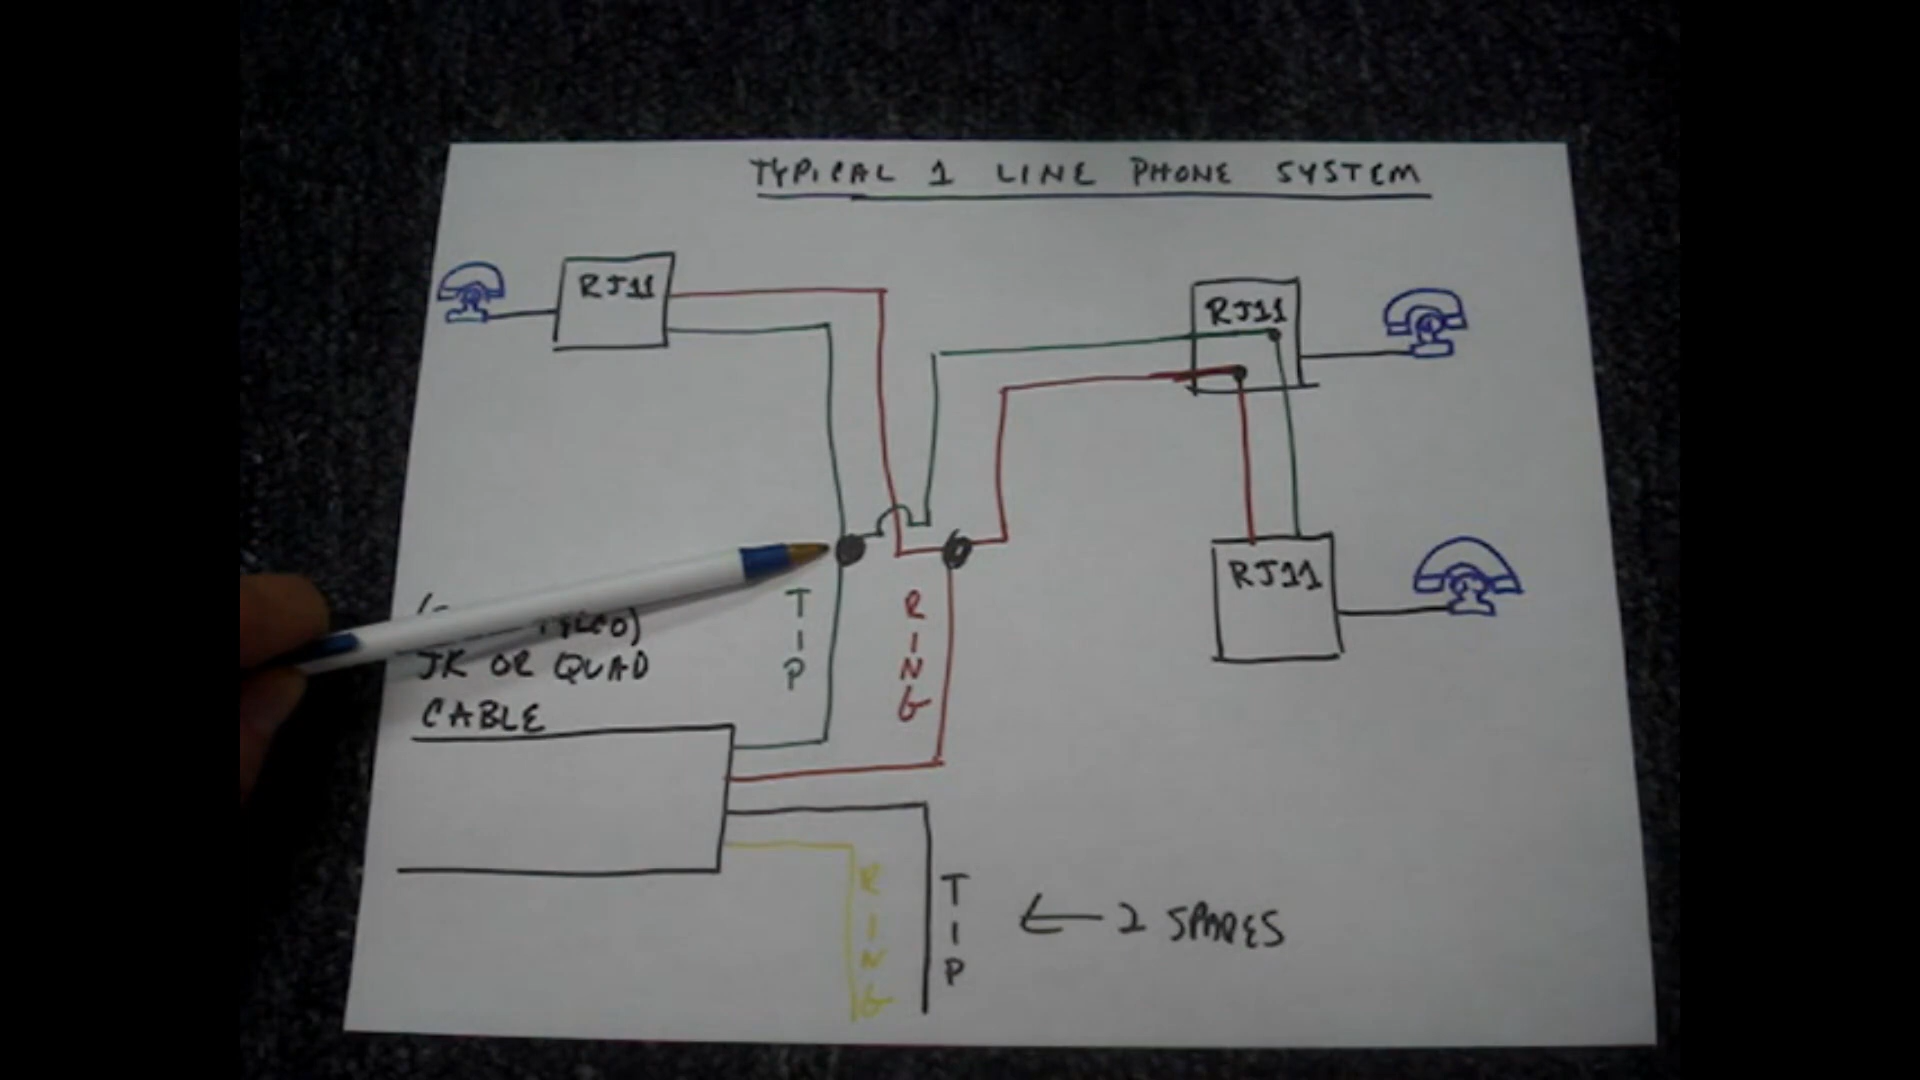 TYPICAL 1 LINE PHONE SYSTEM
RJ11
RJ11
RJ11
TIP
RING
JK OR QUAD
CABLE
RING
TIP
← 2 SPARES